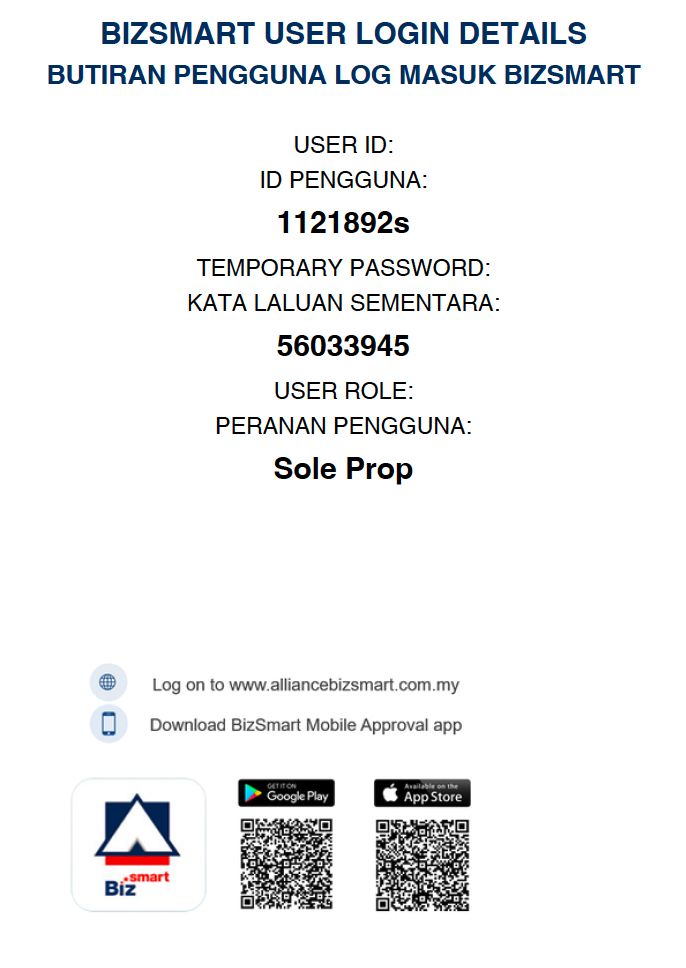 BIZSMART USER LOGIN DETAILS
BUTIRAN PENGGUNA LOG MASUK BIZSMART
USER ID:
ID PENGGUNA:
1121892s
TEMPORARY PASSWORD:
KATA LALUAN SEMENTARA:
56033945
USER ROLE:
PERANAN PENGGUNA:
Sole Prop
Log on to www.alliancebizsmart.com.my
Download BizSmart Mobile Approval app
Biz.smart
GET IT ON
Google Play
Available on the
App Store